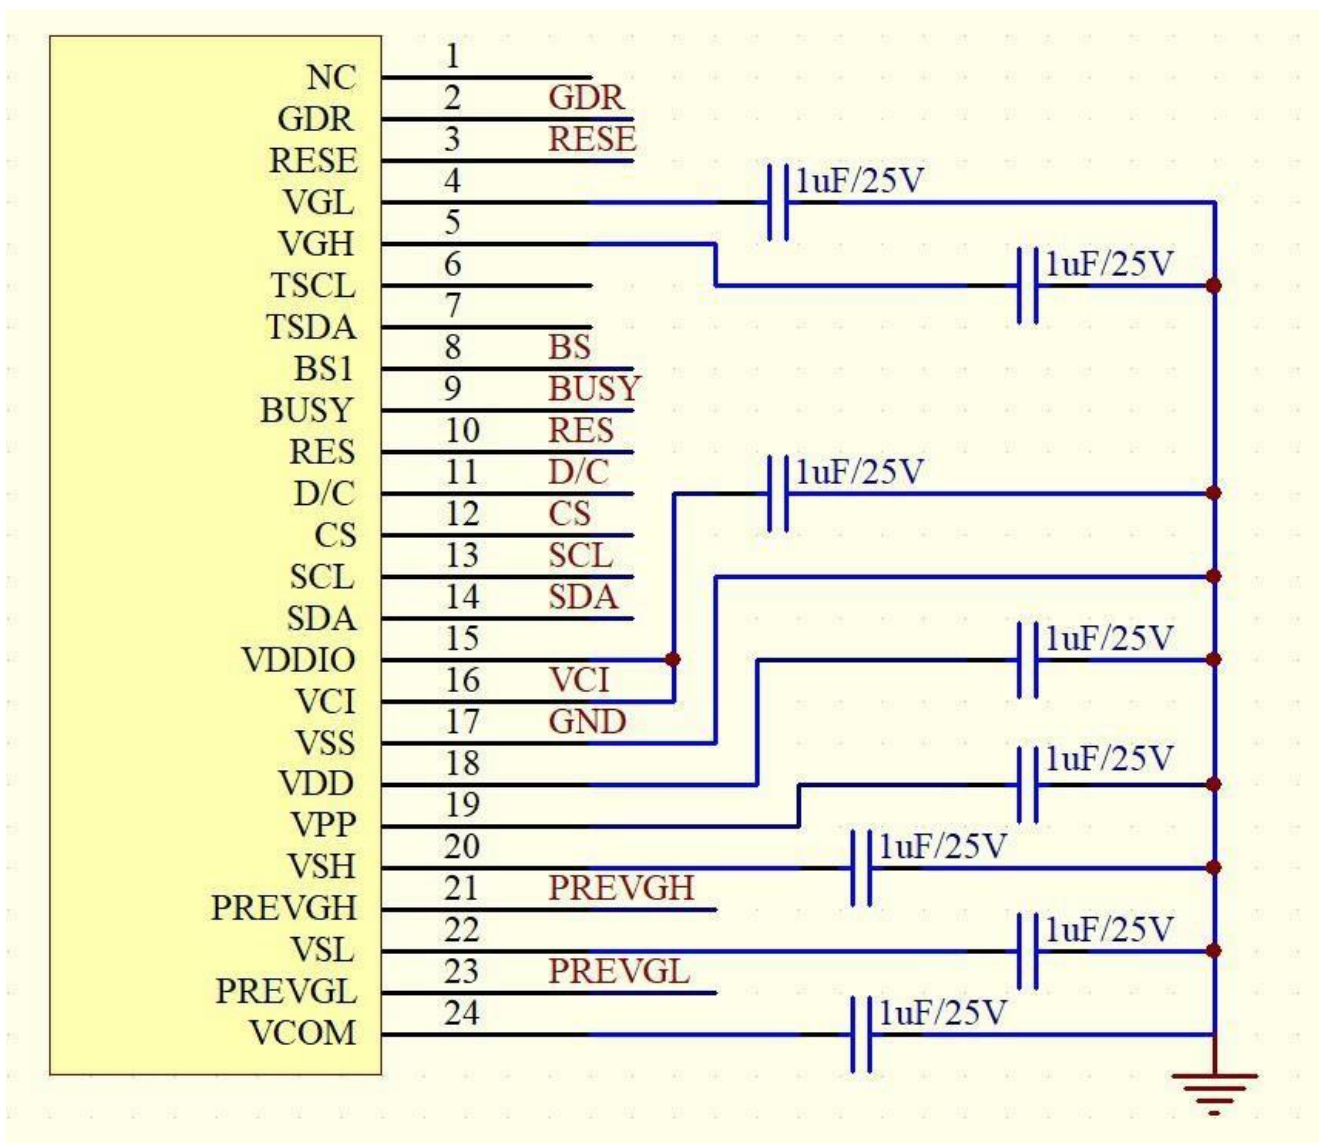 1
NC
2 GDR
GDR
3 RESE
RESE
4
VGL
1uF/25V
5
VGH
1uF/25V
6
TSCL
7
TSDA
8 BS
BS1
9 BUSY
BUSY
10 RES
RES
11 D/C
D/C
1uF/25V
12 CS
CS
13 SCL
SCL
14 SDA
SDA
15
VDDIO
1uF/25V
16 VCI
VCI
17 GND
VSS
18
VDD
1uF/25V
19
VPP
20
VSH
1uF/25V
21 PREVGH
PREVGH
22
VSL
1uF/25V
23 PREVGL
PREVGL
24
VCOM
1uF/25V